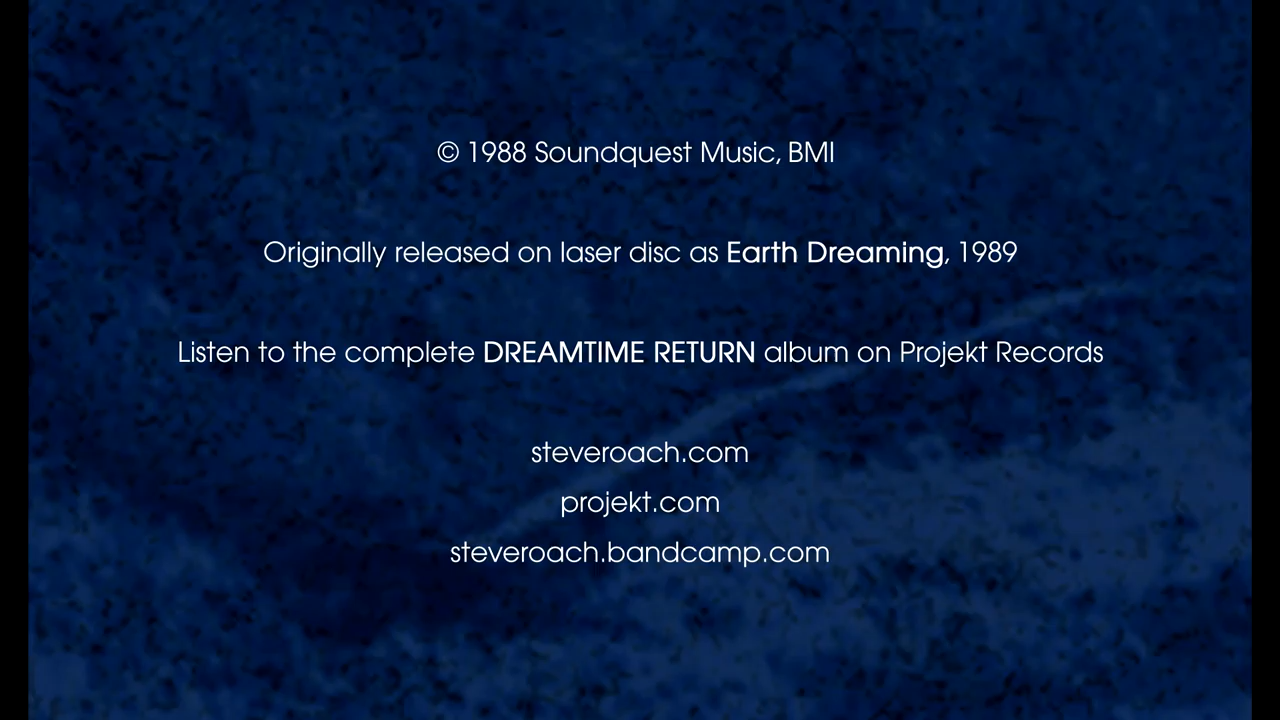 © 1988 Soundquest Music, BMI
Originally released on laser disc as Earth Dreaming, 1989
Listen to the complete DREAMTIME RETURN album on Projekt Records
steveroach.com
projekt.com
steveroach.bandcamp.com